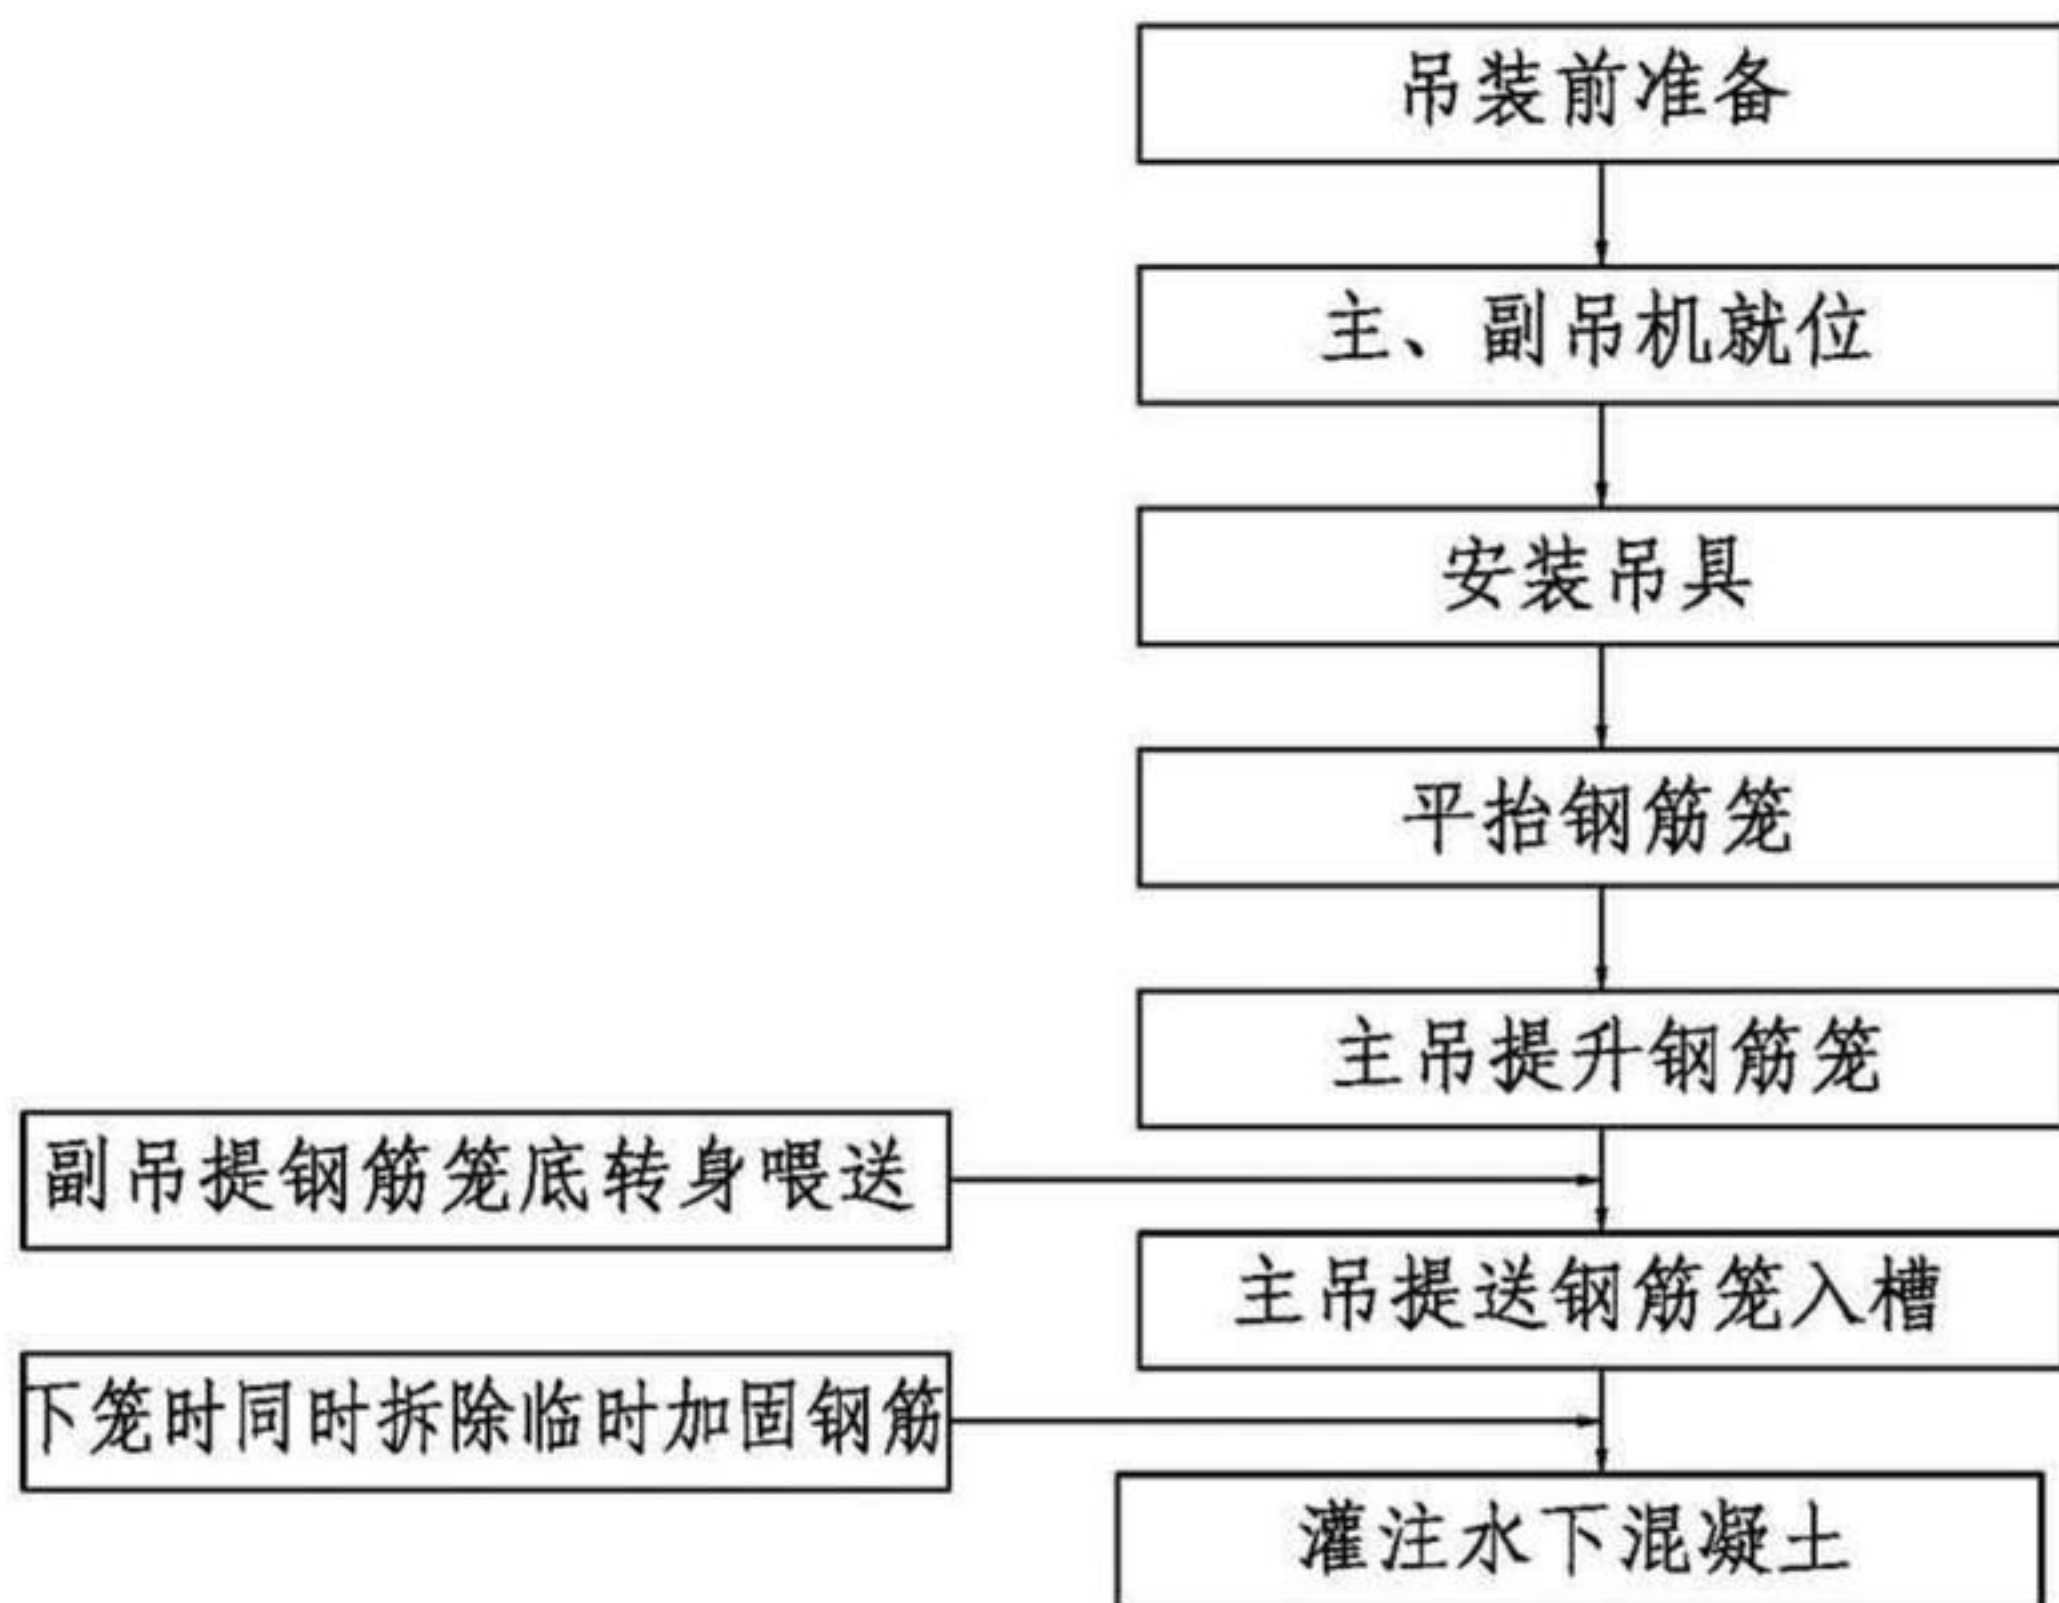 吊装前准备
主、副吊机就位
安装吊具
平抬钢筋笼
主吊提升钢筋笼
副吊提钢筋笼底转身喂送
主吊提送钢筋笼入槽
下笼时同时拆除临时加固钢筋
灌注水下混凝土